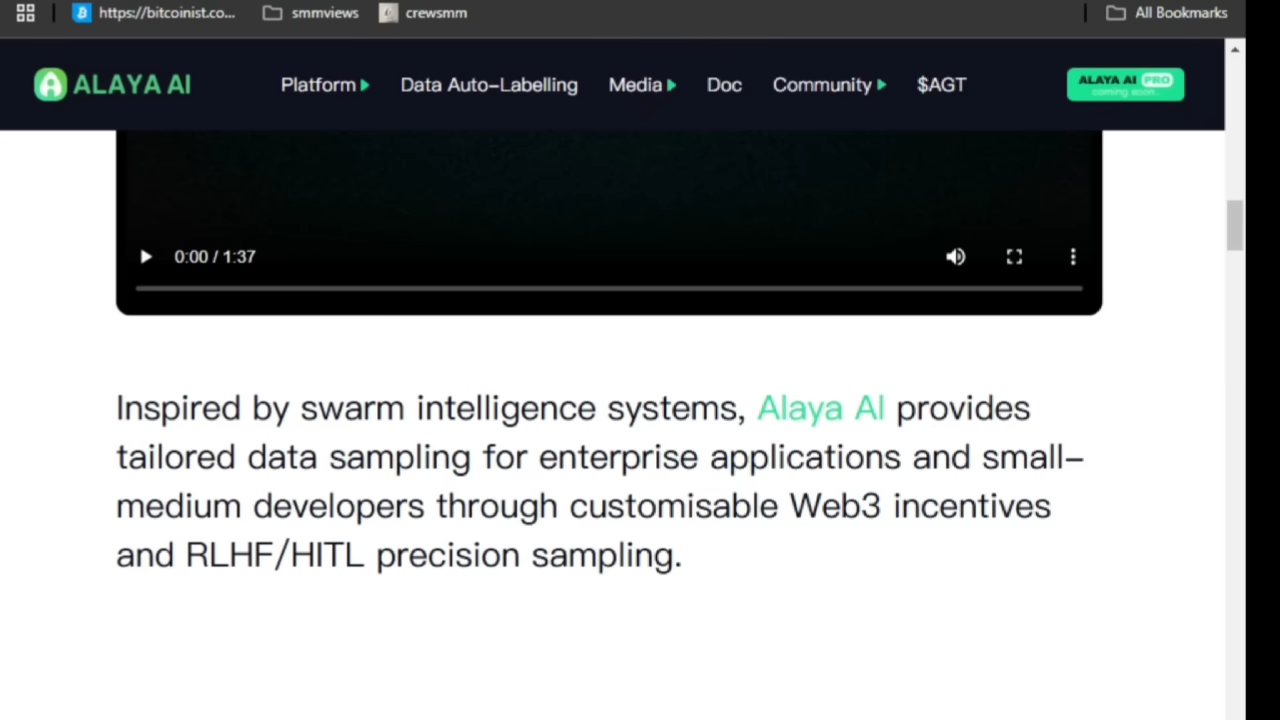 https://bitcoinist.co...
smmviews
crewsmm
All Bookmarks
ALAYA AI
Platform
Data Auto-Labelling
Media
Doc
Community
$AGT
ALAYA AI PRO
coming soon...
0:00 / 1:37
Inspired by swarm intelligence systems, Alaya AI provides
tailored data sampling for enterprise applications and small-
medium developers through customisable Web3 incentives
and RLHF/HITL precision sampling.